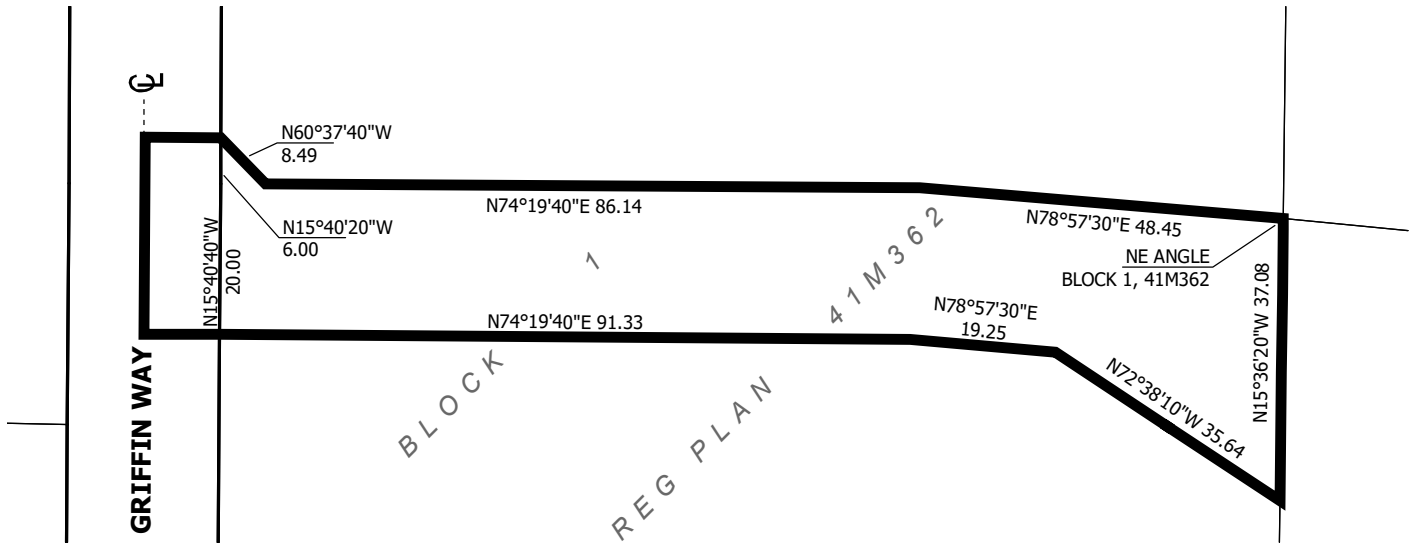 ℄
N60°37'40"W
8.49
N15°40'20"W
6.00
N15°40'40"W
20.00
N74°19'40"E 86.14
N78°57'30"E 48.45
NE ANGLE
BLOCK 1, 41M362
N15°36'20"W 37.08
N74°19'40"E 91.33
N78°57'30"E
19.25
N72°38'10"W 35.64
BLOCK 1
REG PLAN 41M362
GRIFFIN WAY